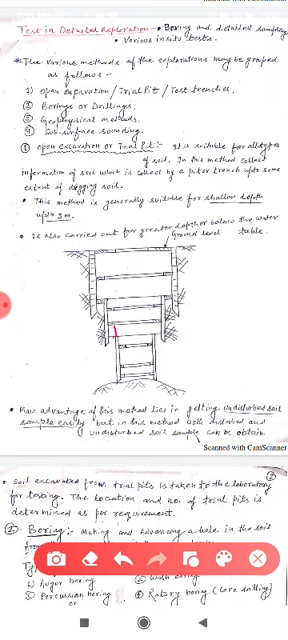 Test in Detailed Exploration → • Boring and detailed sampling
• Various insitu tests.
* The various methods of the explorations may be grouped
as follows -
1) open Excavation / Trial Pit / Test trenches.
② Borings or Drillings.
③ Geophysical methods.
④ Sub-surface sounding.
① open excavation or Trial Pit :- It is suitable for all types
of soil. In this method collect
information of soil which is collect by a pit or trench upto some
extent of digging soil.
• This method is generally suitable for shallow depth
upto 3m.
• It also carried out for greater depth or below the water
table.
Ground level
• Main advantage of this method lies in getting undisturbed soil
sample easily but in this method both disturbed and
undisturbed soil sample can be obtain.
Scanned with CamScanner
• Soil excavated from trial pits is taken to the laboratory
for testing. The location and no. of trial pits is
determined as per requirement.
Boring :- Making and Advancing a hole in the soil
1) Augur boring
② Wash boring
③ Percussion boring
or
④ Rotary boring (core drilling)